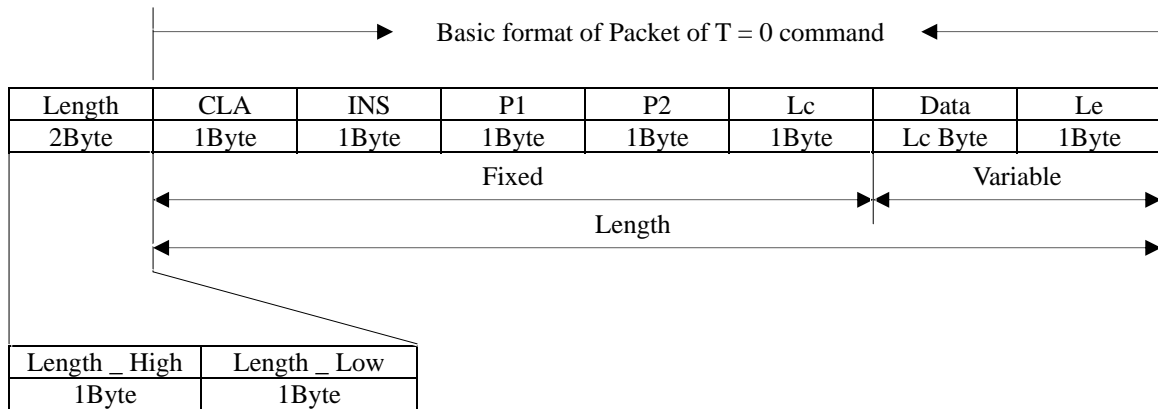 Basic format of Packet of T = 0 command
Length CLA INS P1 P2 Lc Data Le
2Byte 1Byte 1Byte 1Byte 1Byte 1Byte Lc Byte 1Byte
Fixed Variable
Length
Length _ High Length _ Low
1Byte 1Byte